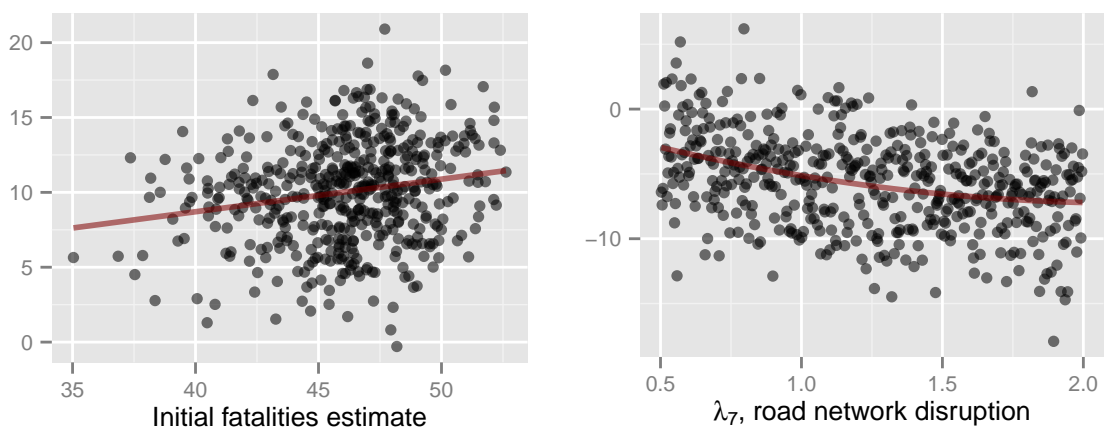 20
15
10
5
0
35 40 45 50
Initial fatalities estimate
0
−10
0.5 1.0 1.5 2.0
λ7, road network disruption